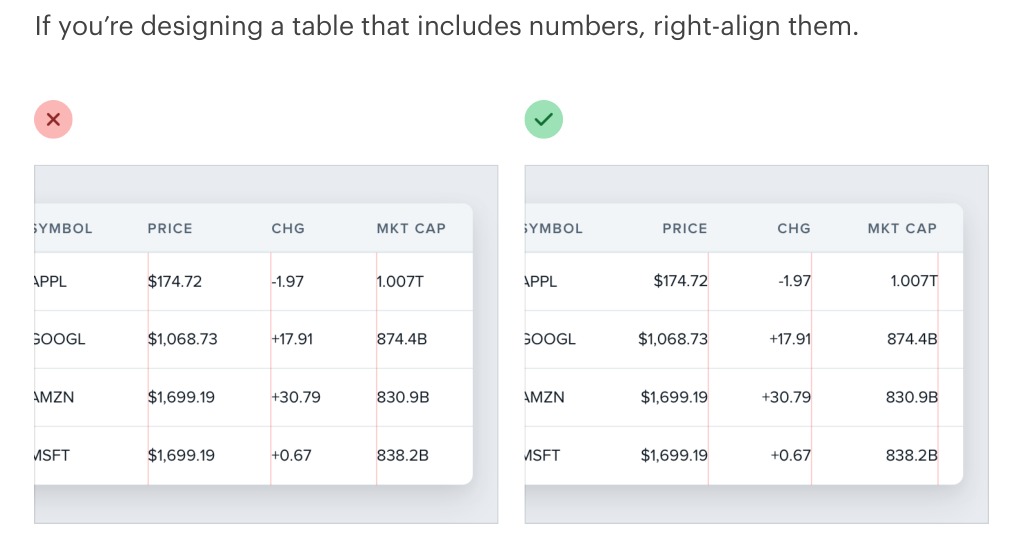 If you’re designing a table that includes numbers, right-align them.
SYMBOL PRICE CHG MKT CAP
APPL $174.72 -1.97 1.007T
GOOGL $1,068.73 +17.91 874.4B
AMZN $1,699.19 +30.79 830.9B
MSFT $1,699.19 +0.67 838.2B
SYMBOL PRICE CHG MKT CAP
APPL $174.72 -1.97 1.007T
GOOGL $1,068.73 +17.91 874.4B
AMZN $1,699.19 +30.79 830.9B
MSFT $1,699.19 +0.67 838.2B